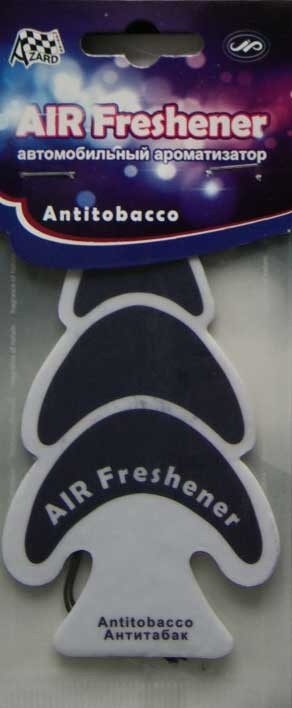 AZARD
AIR Freshener
автомобильный ароматизатор
Antitobacco
AIR Freshener
Antitobacco
Антитабак